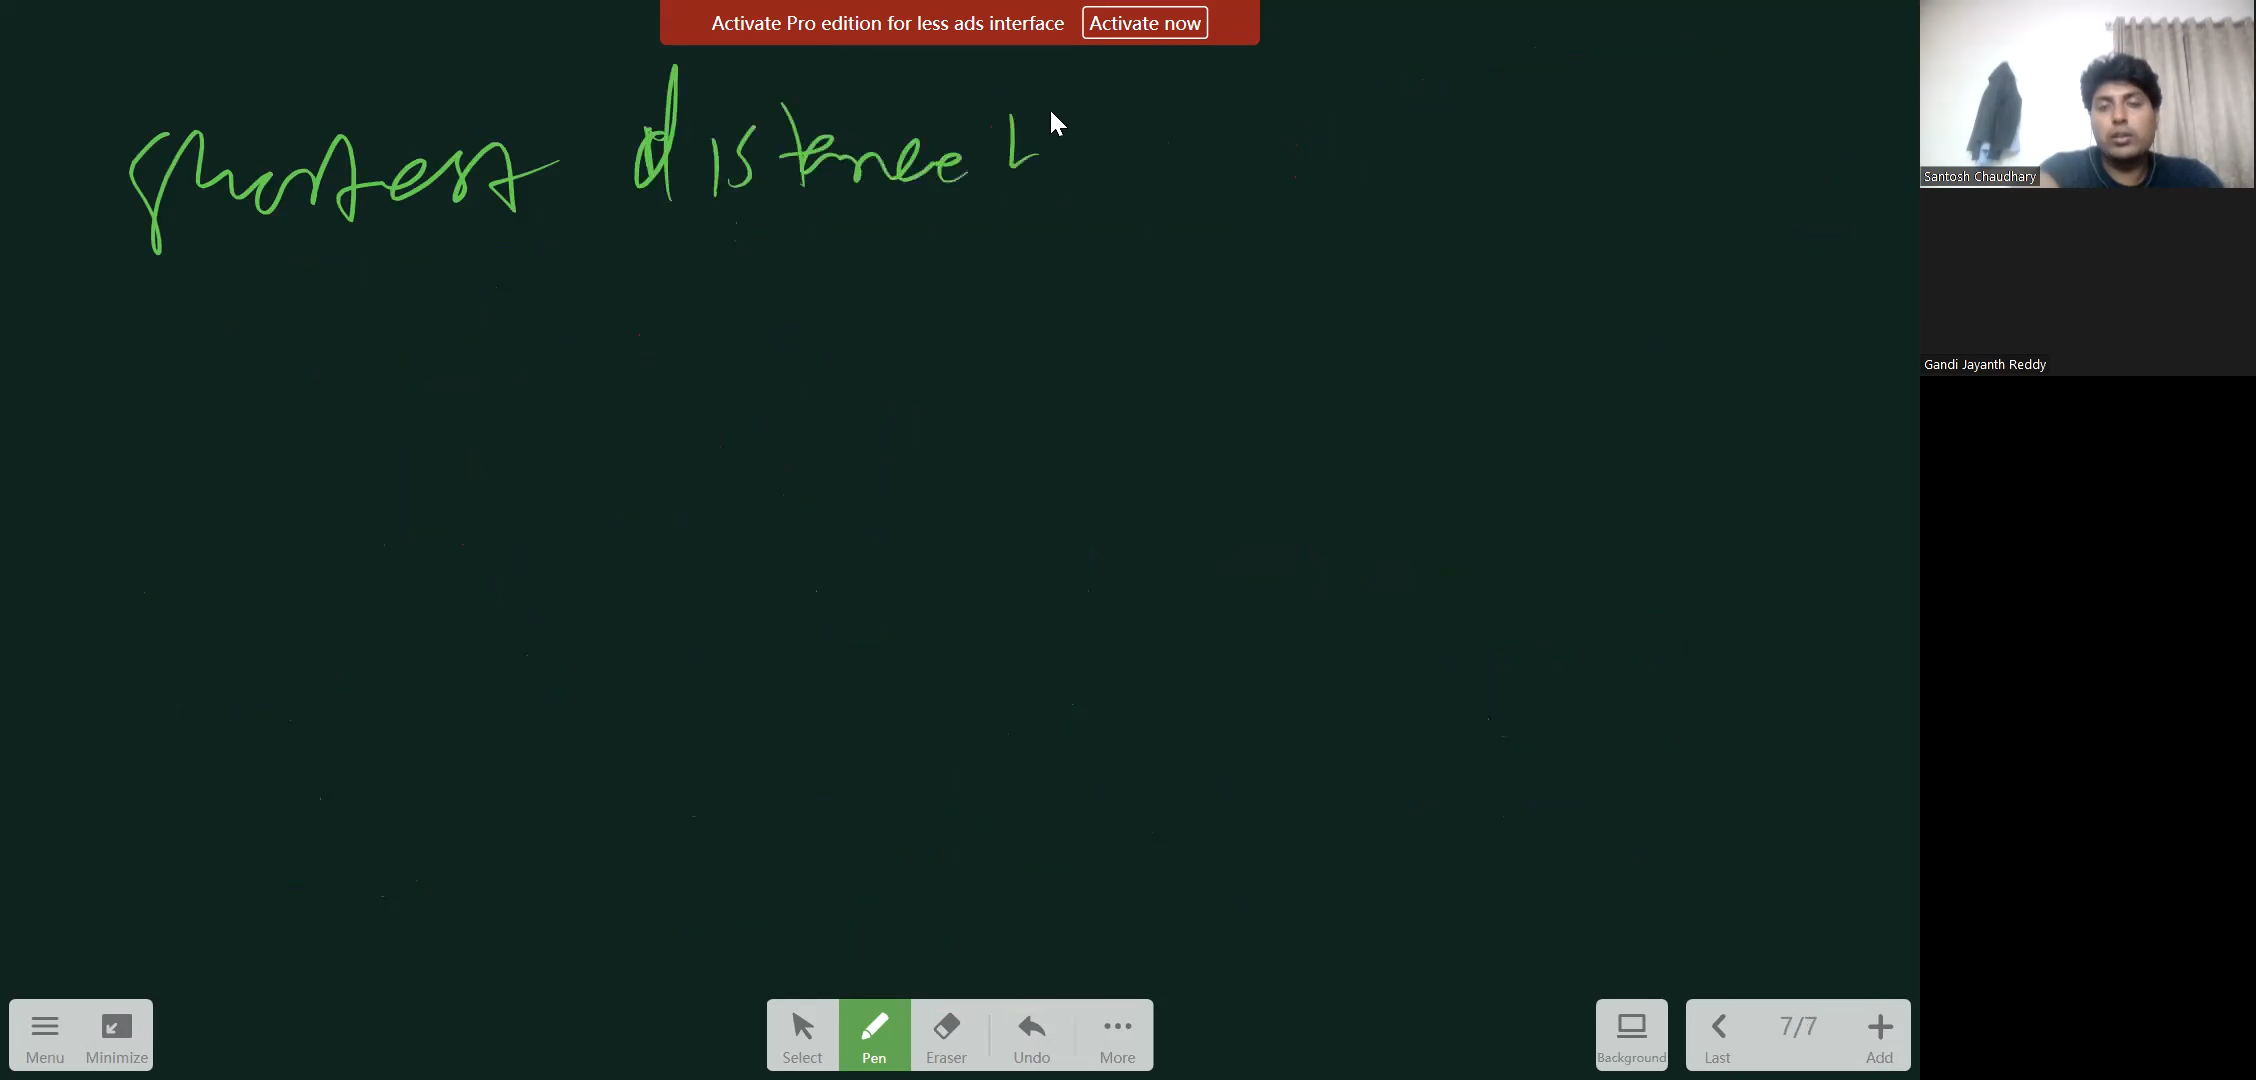 Activate Pro edition for less ads interface Activate now
shortest distance
Santosh Chaudhary
Gandi Jayanth Reddy
Menu Minimize Select Pen Eraser Undo More Background Last 7/7 Add